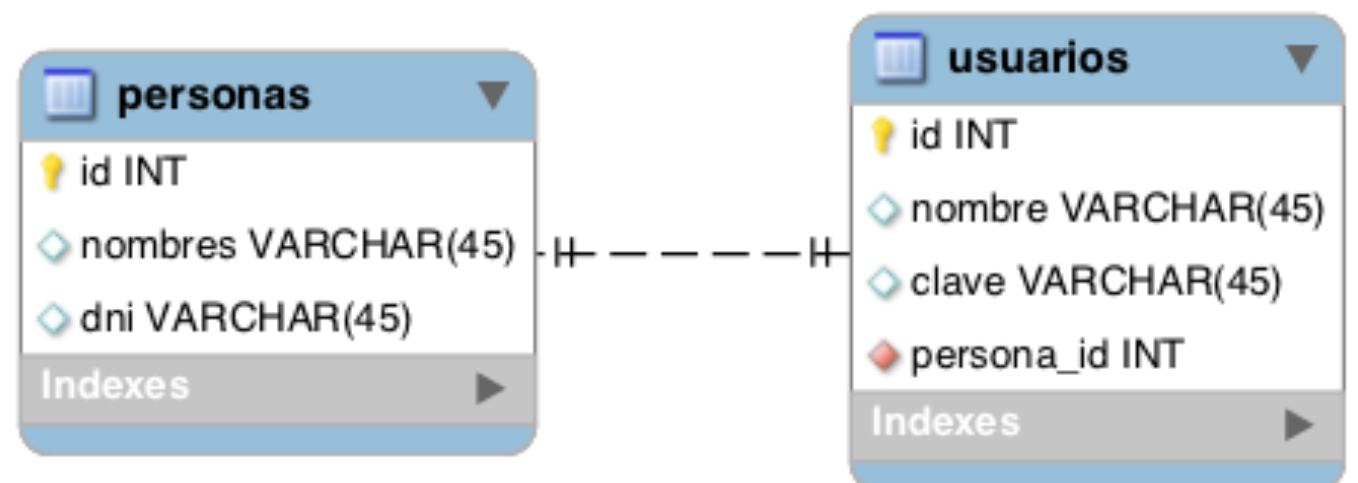 personas
id INT
nombres VARCHAR(45)
dni VARCHAR(45)
Indexes
usuarios
id INT
nombre VARCHAR(45)
clave VARCHAR(45)
persona_id INT
Indexes